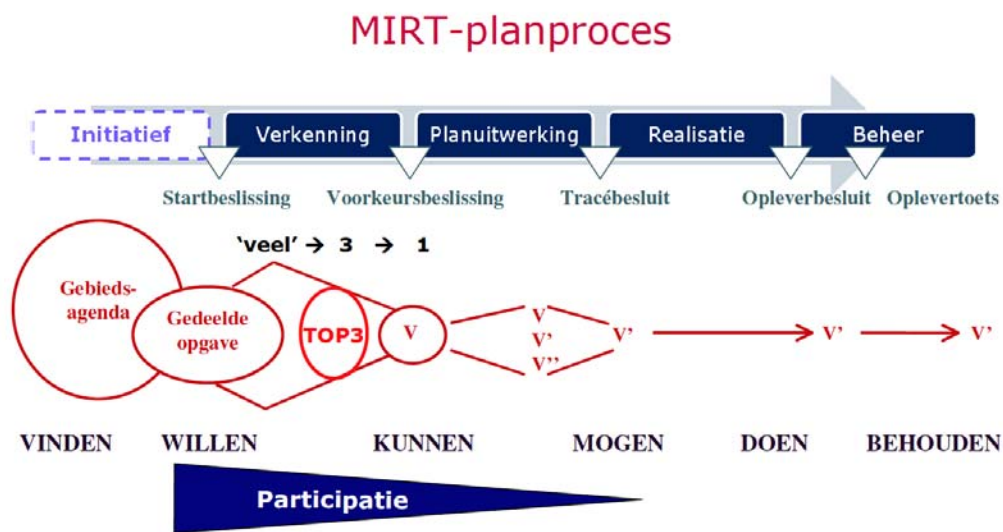 MIRT-planproces
Initiatief
Verkenning
Planuitwerking
Realisatie
Beheer
Startbeslissing
Voorkeursbeslissing
Tracébesluit
Opleverbesluit
Oplevertoets
‘veel’ → 3 → 1
Gebieds-
agenda
Gedeelde
opgave
TOP3
V
V
V'
V''
V'
V'
V'
VINDEN
WILLEN
KUNNEN
MOGEN
DOEN
BEHOUDEN
Participatie